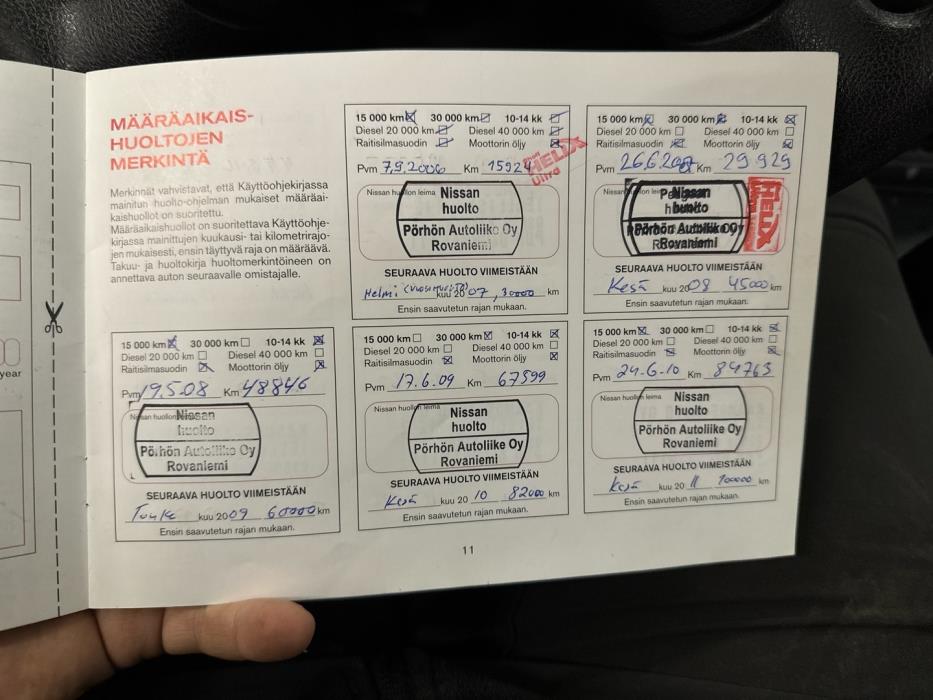 MÄÄRÄAIKAIS-
HUOLTOJEN
MERKINTÄ
Merkinnät vahvistavat, että Käyttöohjekirjassa
mainitun huolto-ohjelman mukaiset määräai-
kaishuollot on suoritettu.
Määräaikaishuollot on suoritettava Käyttöohje-
kirjassa mainittujen kuukausi- tai kilometrirajo-
jen mukaisesti, ensin täyttyvä raja on määräävä.
Takuu- ja huoltokirja huoltomerkintöineen on
annettava auton seuraavalle omistajalle.
15 000 km 30 000 km 10-14 kk
Diesel 20 000 km Diesel 40 000 km
Raitisilmasuodin Moottorin öljy
Pvm 7.9.2006 Km 15924
HELIX
Ultra
Nissan huollon leima
Nissan
huolto
Pörhön Autoliike Oy
Rovaniemi
SEURAAVA HUOLTO VIIMEISTÄÄN
Helmi kuu 2007, 30000 km
Ensin saavutetun rajan mukaan.
15 000 km 30 000 km 10-14 kk
Diesel 20 000 km Diesel 40 000 km
Raitisilmasuodin Moottorin öljy
Pvm 26.6.2007 Km 29929
Nissan huollon leima
huolto
Pörhön Autoliike Oy
Rovaniemi
HELIX
SEURAAVA HUOLTO VIIMEISTÄÄN
Kesä kuu 2008 45000 km
Ensin saavutetun rajan mukaan.
15 000 km 30 000 km 10-14 kk
Diesel 20 000 km Diesel 40 000 km
Raitisilmasuodin Moottorin öljy
Pvm 19.5.08 Km 48846
Nissan huollon leima
Nissan
huolto
Pörhön Autoliike Oy
Rovaniemi
SEURAAVA HUOLTO VIIMEISTÄÄN
Touko kuu 2009 60000 km
Ensin saavutetun rajan mukaan.
15 000 km 30 000 km 10-14 kk
Diesel 20 000 km Diesel 40 000 km
Raitisilmasuodin Moottorin öljy
Pvm 17.6.09 Km 67599
Nissan huollon leima
Nissan
huolto
Pörhön Autoliike Oy
Rovaniemi
SEURAAVA HUOLTO VIIMEISTÄÄN
Kesä kuu 20 10 82000 km
Ensin saavutetun rajan mukaan.
15 000 km 30 000 km 10-14 kk
Diesel 20 000 km Diesel 40 000 km
Raitisilmasuodin Moottorin öljy
Pvm 24.6.10 Km 84763
Nissan huollon leima
Nissan
huolto
Pörhön Autoliike Oy
Rovaniemi
SEURAAVA HUOLTO VIIMEISTÄÄN
Kesä kuu 20 11 100000 km
Ensin saavutetun rajan mukaan.
11
year